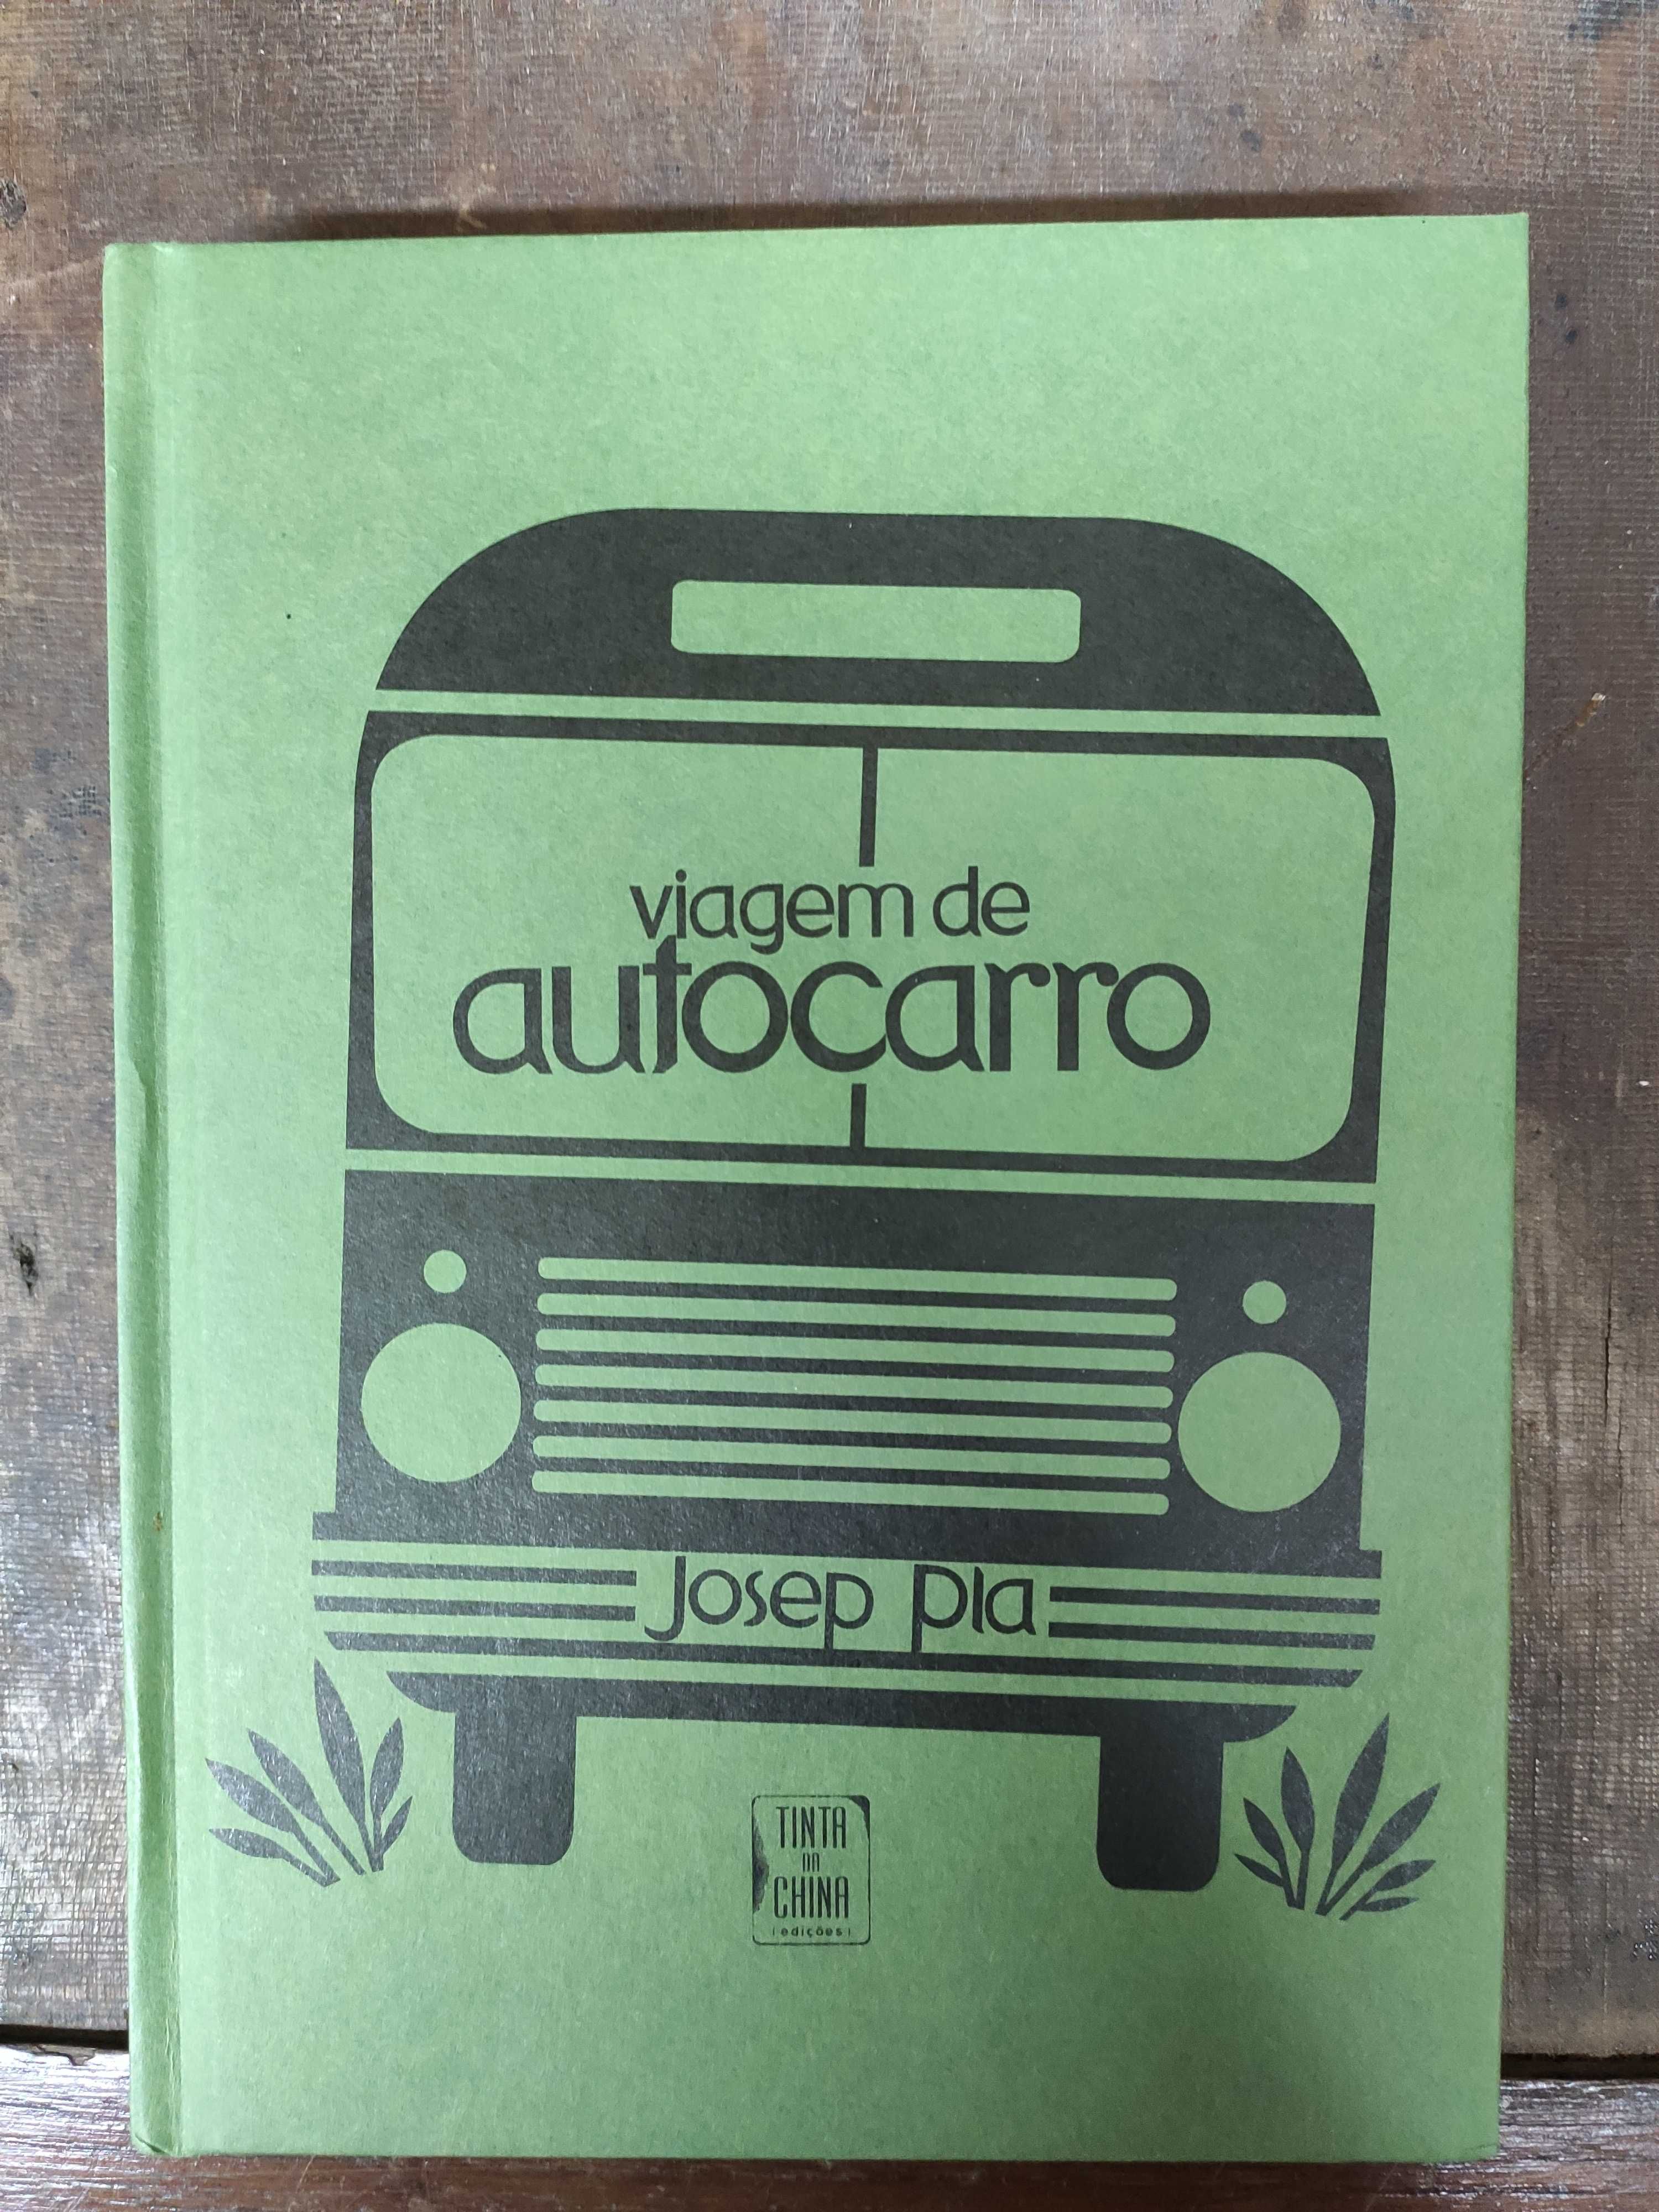 viagem de
autocarro
Josep Pla
TINTA
DA
CHINA
edições